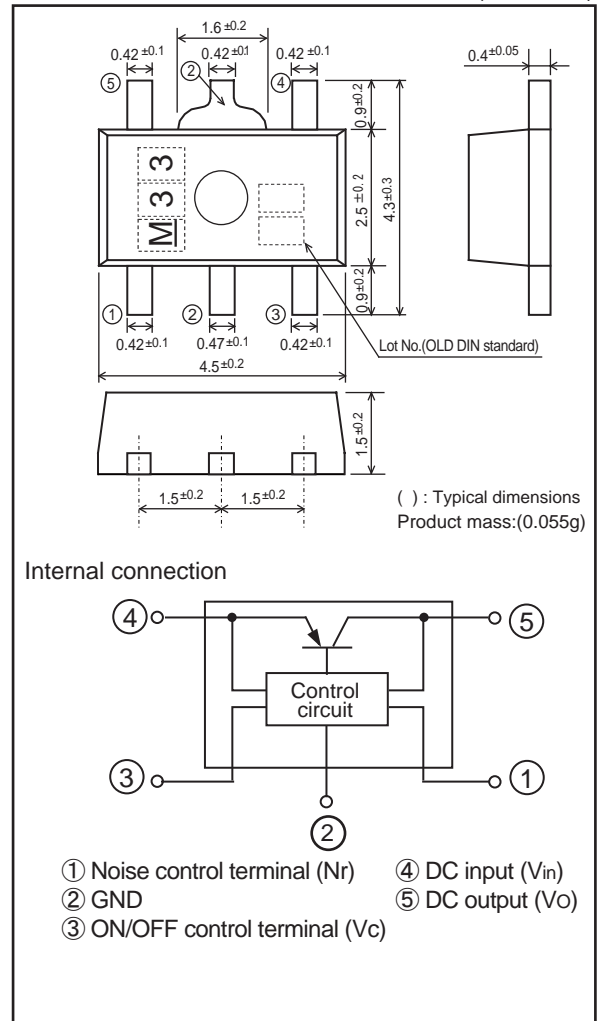 1.6±0.2
0.42±0.1 0.42±0.1 0.42±0.1 0.4±0.05
⑤ ② ④
0.9±0.2
M33
2.5±0.2
4.3±0.3
0.9±0.2
① ② ③
0.42±0.1 0.47±0.1 0.42±0.1
Lot No.(OLD DIN standard)
4.5±0.2
1.5±0.2
1.5±0.2 1.5±0.2
( ) : Typical dimensions
Product mass:(0.055g)
Internal connection
④ ⑤
Control
circuit
③ ①
②
① Noise control terminal (Nr) ④ DC input (Vin)
② GND ⑤ DC output (VO)
③ ON/OFF control terminal (Vc)